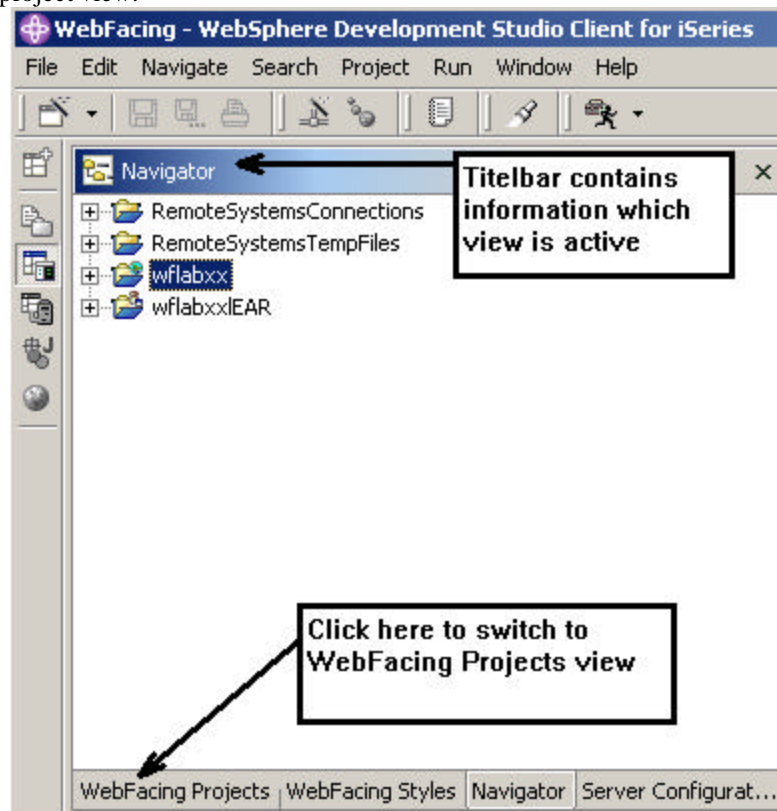 project view.
WebFacing - WebSphere Development Studio Client for iSeries
File Edit Navigate Search Project Run Window Help
Navigator
Titelbar contains
information which
view is active
RemoteSystemsConnections
RemoteSystemsTempFiles
wflabxx
wflabxxlEAR
Click here to switch to
WebFacing Projects view
WebFacing Projects WebFacing Styles Navigator Server Configurat...